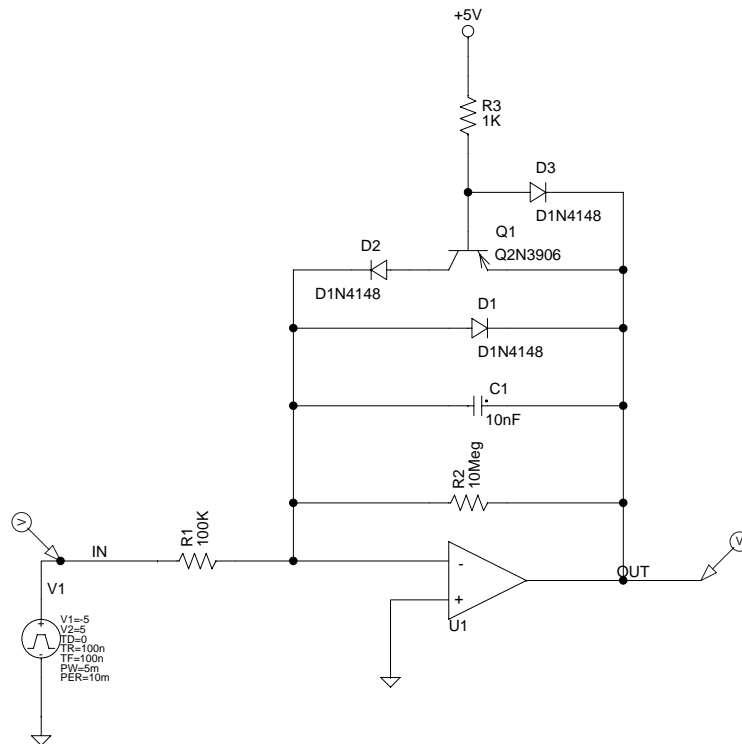 +5V
R3
1K
D3
D1N4148
Q1
Q2N3906
D2
D1N4148
D1
D1N4148
C1
10nF
R2
10Meg
R1
100K
V
IN
V1
+
-
V1=-5
V2=5
TD=0
TR=100n
TF=100n
PW=5m
PER=10m
-
+
U1
OUT
V